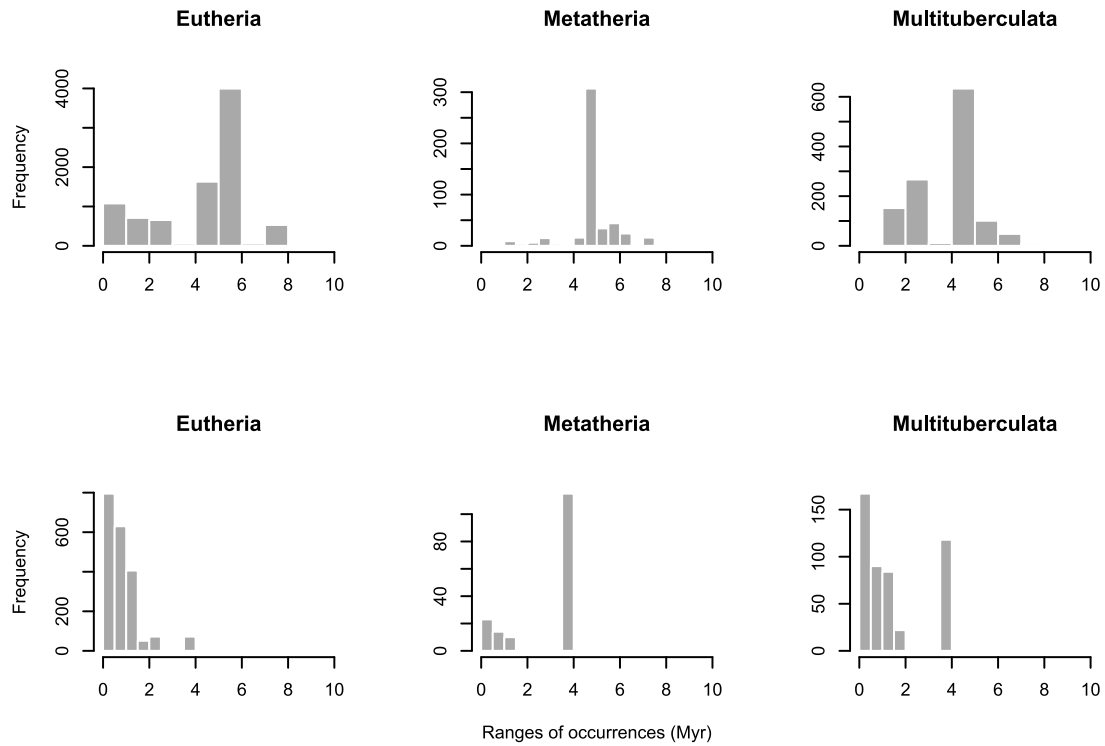 Eutheria
Metatheria
Multituberculata
Frequency
0 2000 4000
0 100 200 300
0 200 400 600
0 2 4 6 8 10
0 2 4 6 8 10
0 2 4 6 8 10
Eutheria
Metatheria
Multituberculata
Frequency
0 200 600
0 40 80
0 50 100 150
0 2 4 6 8 10
0 2 4 6 8 10
0 2 4 6 8 10
Ranges of occurrences (Myr)